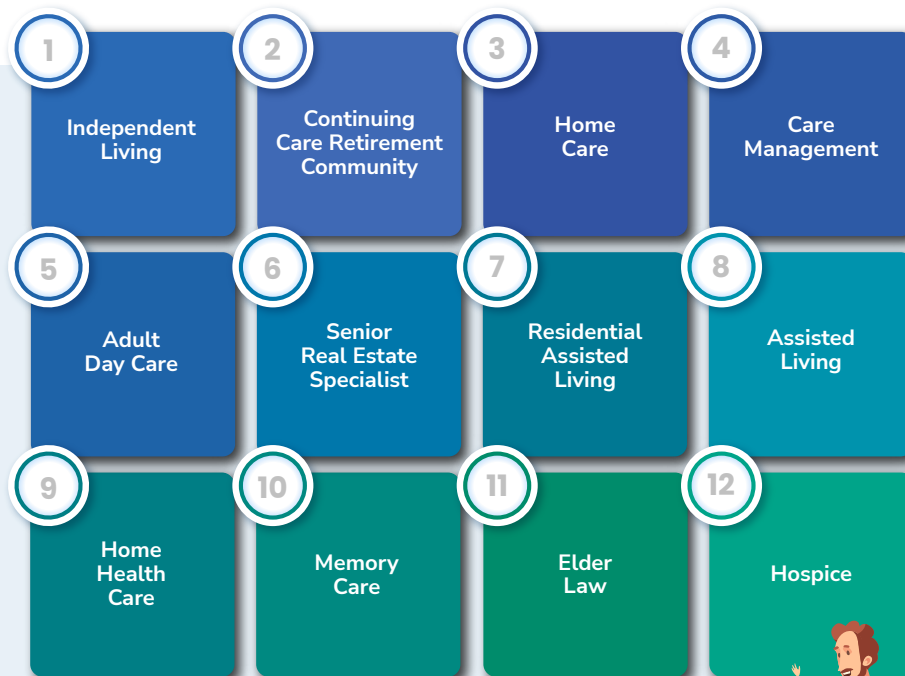 1
Independent
Living
2
Continuing
Care Retirement
Community
3
Home
Care
4
Care
Management
5
Adult
Day Care
6
Senior
Real Estate
Specialist
7
Residential
Assisted
Living
8
Assisted
Living
9
Home
Health
Care
10
Memory
Care
11
Elder
Law
12
Hospice